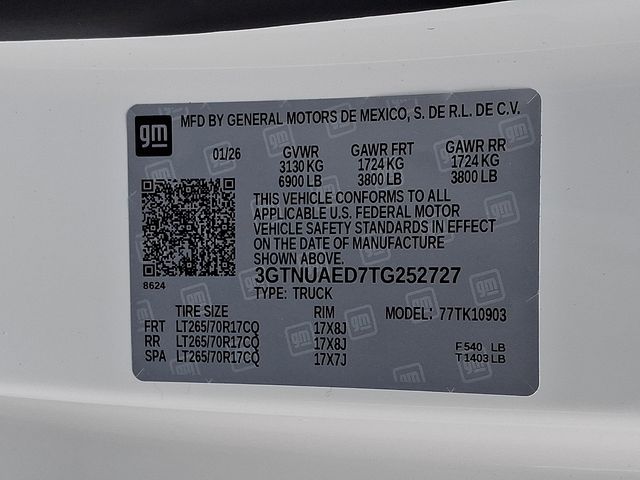 gm
MFD BY GENERAL MOTORS DE MEXICO, S. DE R.L. DE C.V.
01/26 GVWR GAWR FRT GAWR RR
3130 KG 1724 KG 1724 KG
6900 LB 3800 LB 3800 LB
THIS VEHICLE CONFORMS TO ALL
APPLICABLE U.S. FEDERAL MOTOR
VEHICLE SAFETY STANDARDS IN EFFECT
ON THE DATE OF MANUFACTURE
SHOWN ABOVE.
8624
3GTNUAED7TG252727
TYPE: TRUCK
TIRE SIZE RIM MODEL: 77TK10903
FRT LT265/70R17CQ 17X8J
RR LT265/70R17CQ 17X8J
SPA LT265/70R17CQ 17X7J
F 540 LB
T 1403 LB